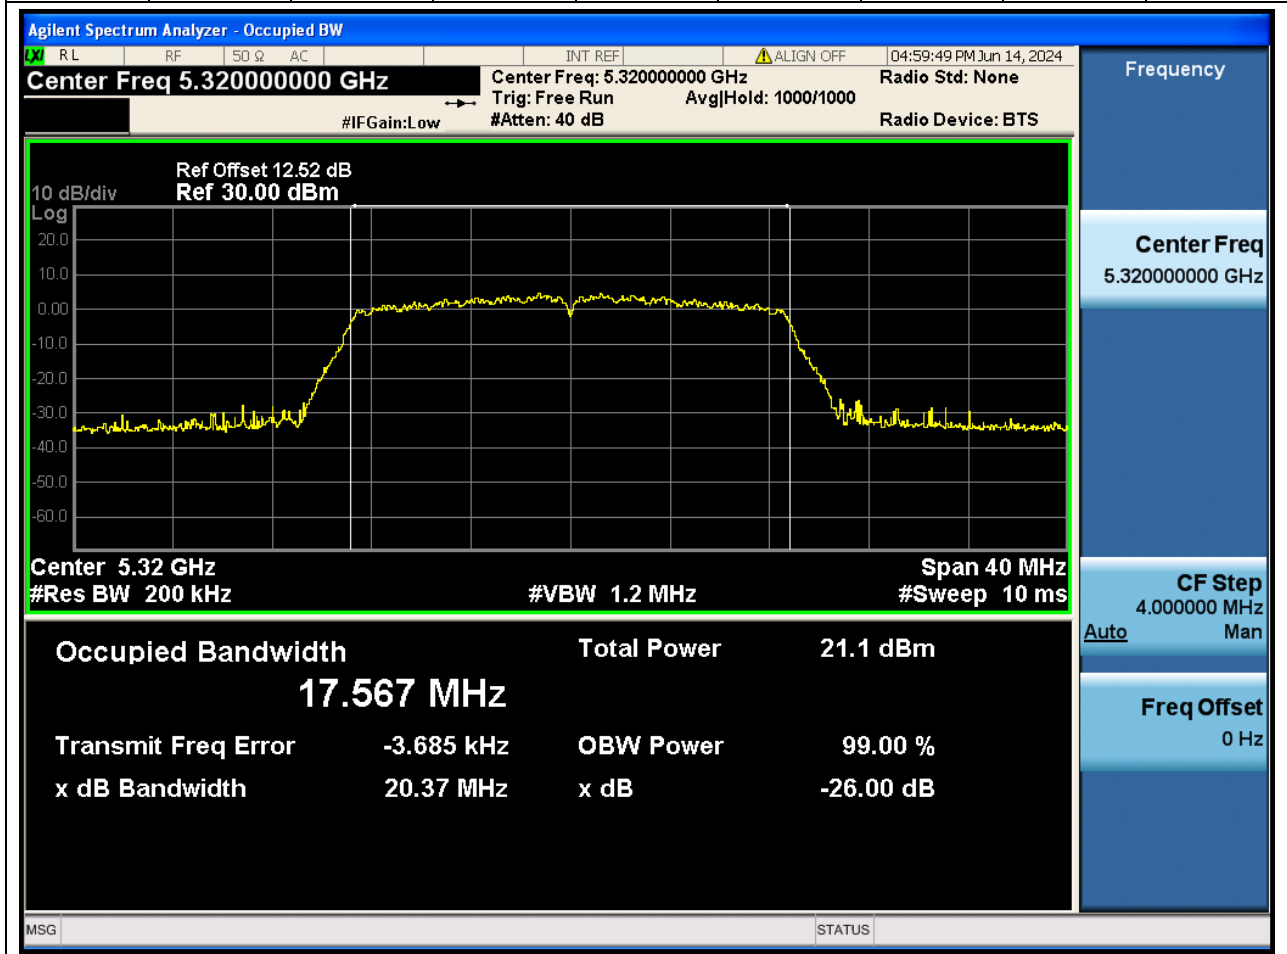 Agilent Spectrum Analyzer - Occupied BW
LXI RL RF 50 Ω AC INT REF ALIGN OFF 04:59:49 PM Jun 14, 2024
Center Freq 5.320000000 GHz
#IFGain:Low
Center Freq: 5.320000000 GHz
Trig: Free Run Avg|Hold: 1000/1000
#Atten: 40 dB
Radio Std: None
Radio Device: BTS
Ref Offset 12.52 dB
10 dB/div Ref 30.00 dBm
Log
20.0
10.0
0.00
-10.0
-20.0
-30.0
-40.0
-50.0
-60.0
Center 5.32 GHz Span 40 MHz
#Res BW 200 kHz #VBW 1.2 MHz #Sweep 10 ms
Occupied Bandwidth
17.567 MHz
Total Power 21.1 dBm
Transmit Freq Error -3.685 kHz OBW Power 99.00 %
x dB Bandwidth 20.37 MHz x dB -26.00 dB
MSG STATUS
Frequency
Center Freq
5.320000000 GHz
CF Step
4.000000 MHz
Auto Man
Freq Offset
0 Hz